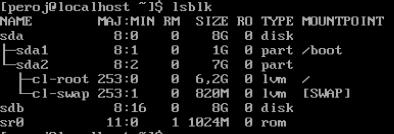 [peroj@localhost ~]$ lsblk
NAME        MAJ:MIN RM  SIZE RO TYPE MOUNTPOINT
sda           8:0    0    8G  0 disk
├─sda1        8:1    0    1G  0 part /boot
└─sda2        8:2    0    7G  0 part
  ├─cl-root 253:0    0  6,2G  0 lvm  /
  └─cl-swap 253:1    0  820M  0 lvm  [SWAP]
sdb           8:16   0    8G  0 disk
sr0          11:0    1 1024M  0 rom